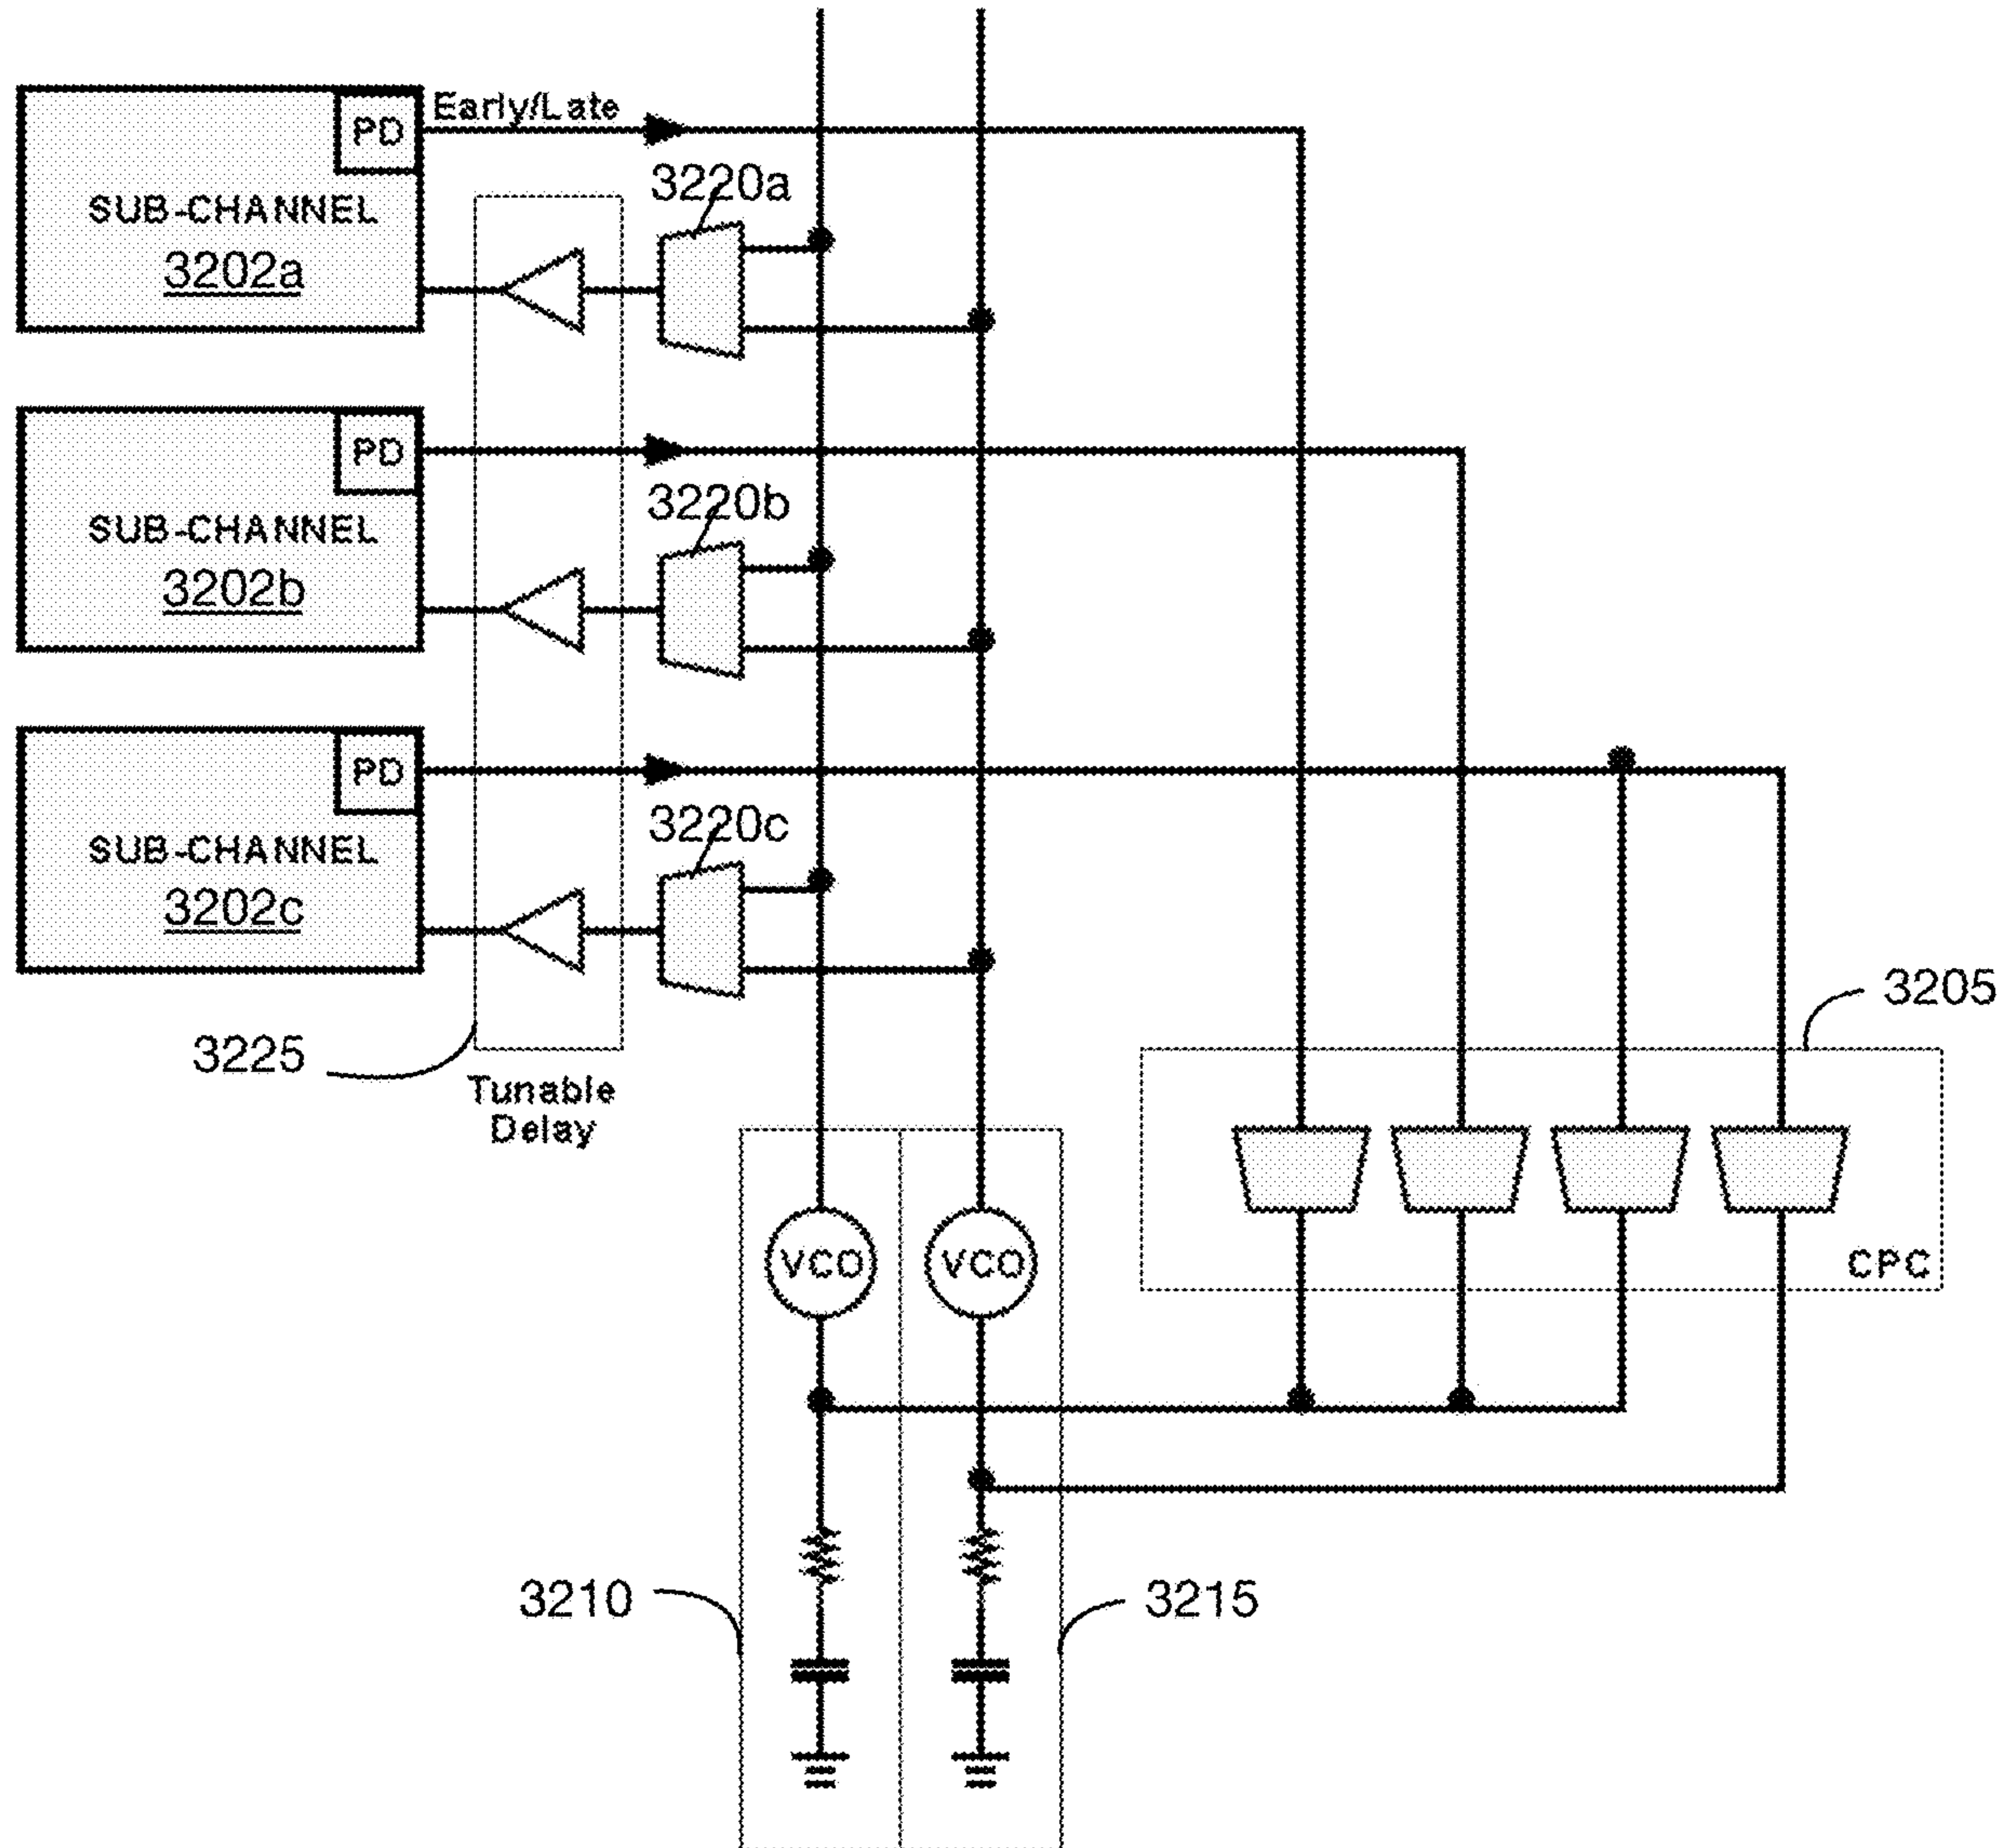 PD
Early/Late
SUB-CHANNEL
3202a
3220a
PD
SUB-CHANNEL
3202b
3220b
PD
SUB-CHANNEL
3202c
3220c
3225
Tunable
Delay
3205
VCO
VCO
CPC
3210
3215